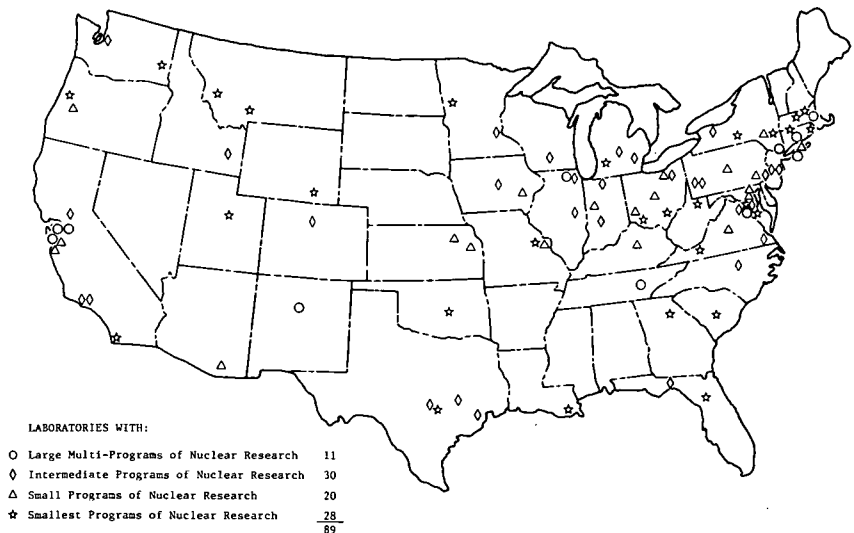 LABORATORIES WITH:
Large Multi-Programs of Nuclear Research 11
Intermediate Programs of Nuclear Research 30
Small Programs of Nuclear Research 20
Smallest Programs of Nuclear Research 28
89